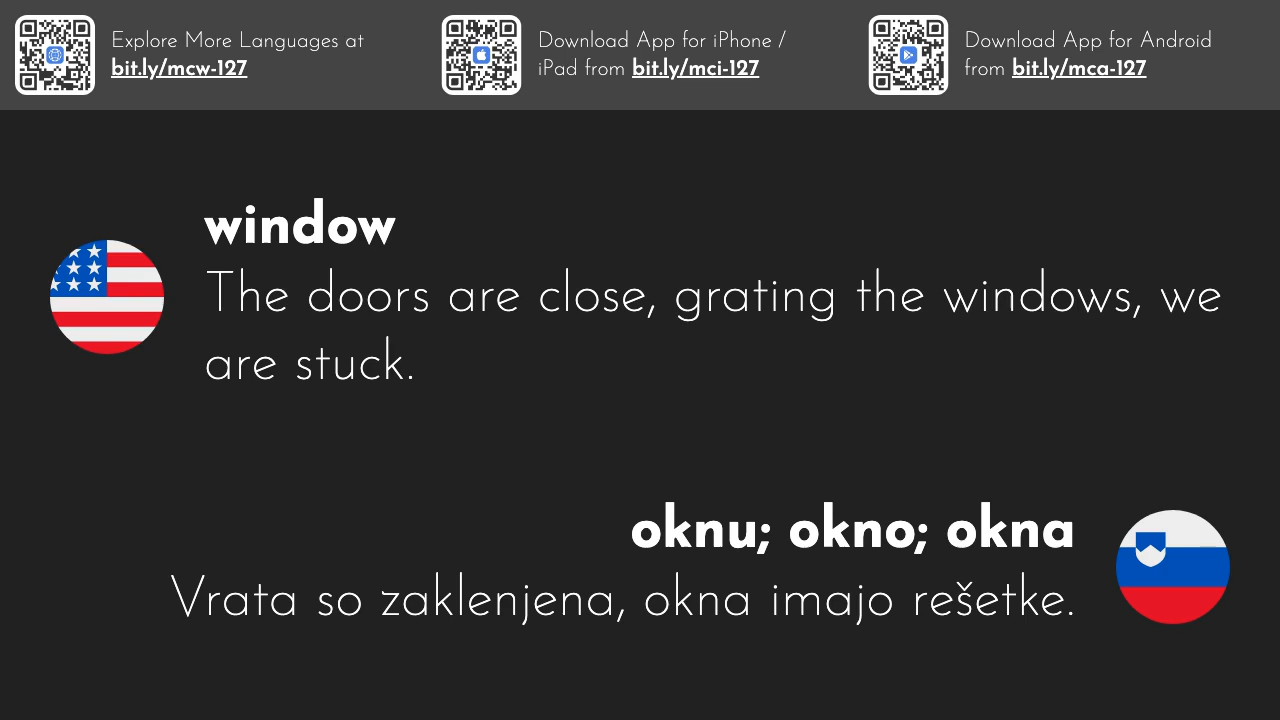 Explore More Languages at
bit.ly/mcw-127
Download App for iPhone /
iPad from bit.ly/mci-127
Download App for Android
from bit.ly/mca-127
window
The doors are close, grating the windows, we
are stuck.
oknu; okno; okna
Vrata so zaklenjena, okna imajo rešetke.